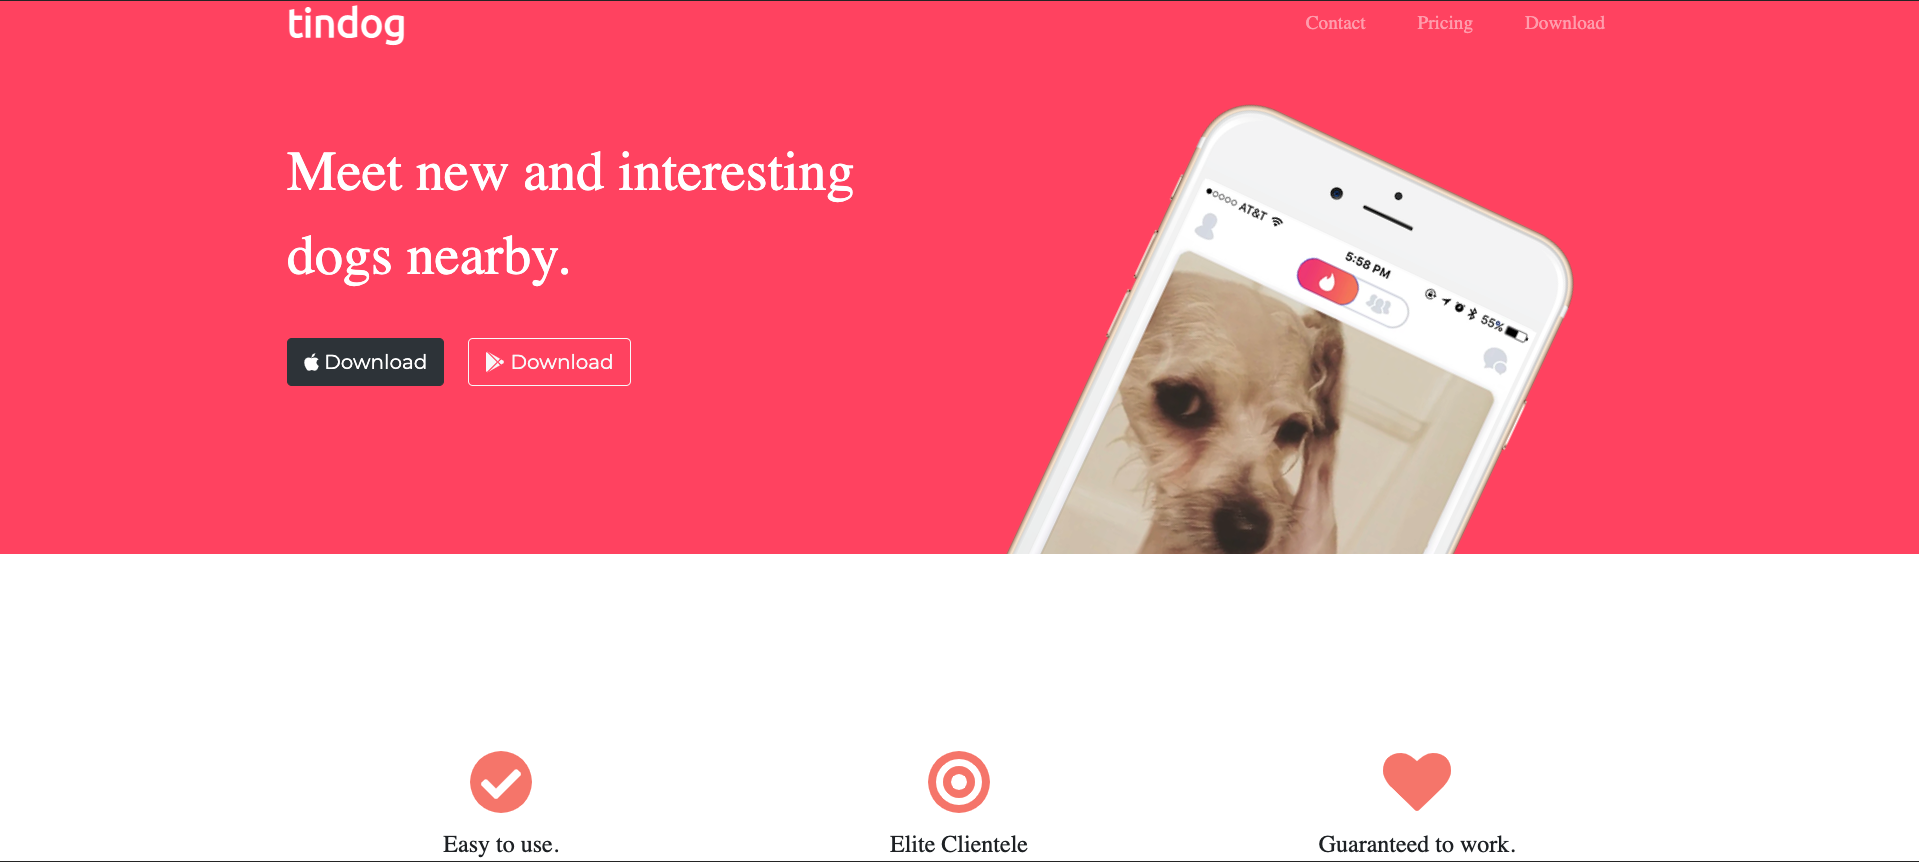 tindog
Contact
Pricing
Download
Meet new and interesting
dogs nearby.
Download
Download
AT&T
5:58 PM
55%
Easy to use.
Elite Clientele
Guaranteed to work.